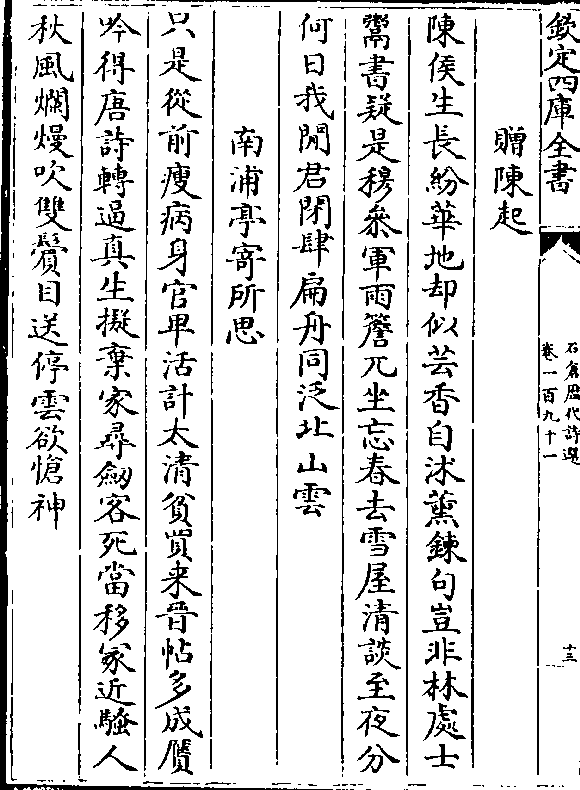 欽定四庫全書
石倉歷代詩選
卷一百九十一
十三
贈陳起
陳侯生長紛華地却似芸香自沐薫鍊句豈非林處士
鬻書疑是穆叅軍雨簷兀坐忘春去雪屋清談至夜分
何日我閒君閉肆扁舟同泛北山雲
南浦亭寄所思
只是從前瘦病身官卑活計太清貧買来晉帖多成贋
吟得唐詩轉逼真生擬棄家尋劒客死當移冢近騷人
秋風爛熳吹雙鬢目送停雲欲愴神